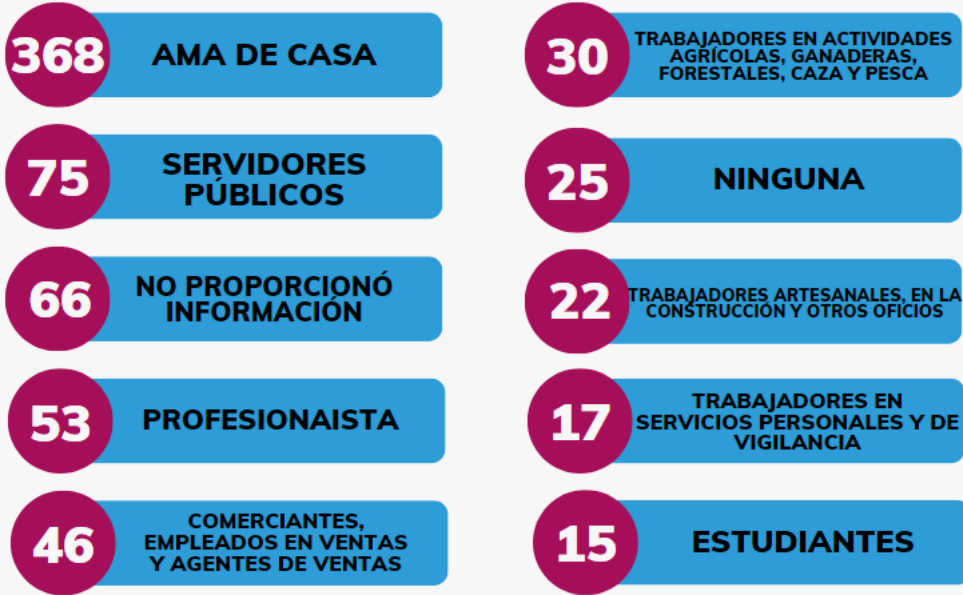 368
AMA DE CASA
75
SERVIDORES
PÚBLICOS
66
NO PROPORCIONÓ
INFORMACIÓN
53
PROFESIONAISTA
46
COMERCIANTES,
EMPLEADOS EN VENTAS
Y AGENTES DE VENTAS
30
TRABAJADORES EN ACTIVIDADES
AGRÍCOLAS, GANADERAS,
FORESTALES, CAZA Y PESCA
25
NINGUNA
22
TRABAJADORES ARTESANALES, EN LA
CONSTRUCCIÓN Y OTROS OFICIOS
17
TRABAJADORES EN
SERVICIOS PERSONALES Y DE
VIGILANCIA
15
ESTUDIANTES